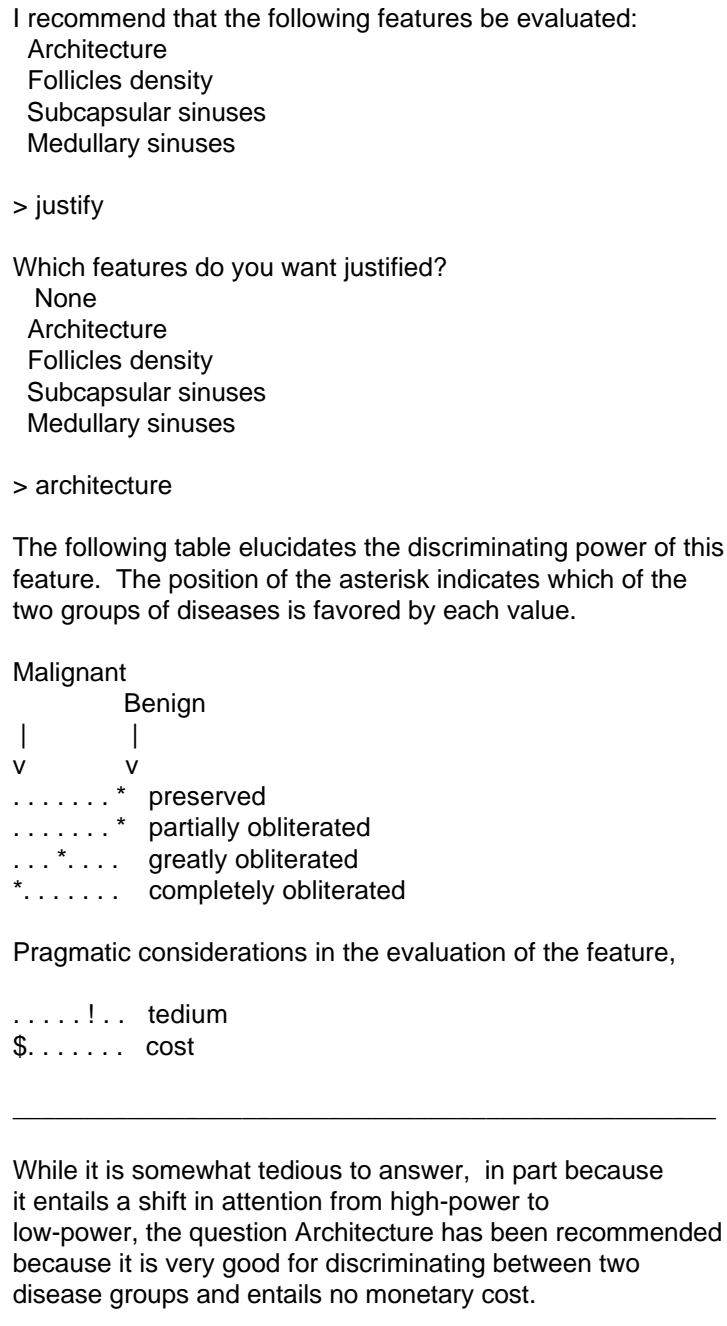 I recommend that the following features be evaluated:
Architecture
Follicles density
Subcapsular sinuses
Medullary sinuses
> justify
Which features do you want justified?
None
Architecture
Follicles density
Subcapsular sinuses
Medullary sinuses
> architecture
The following table elucidates the discriminating power of this
feature. The position of the asterisk indicates which of the
two groups of diseases is favored by each value.
Malignant
Benign
| |
v v
. . . . . . . * preserved
. . . . . . . * partially obliterated
. . . *. . . . greatly obliterated
*. . . . . . . completely obliterated
Pragmatic considerations in the evaluation of the feature,
. . . . . ! . . tedium
$. . . . . . . cost
While it is somewhat tedious to answer, in part because
it entails a shift in attention from high-power to
low-power, the question Architecture has been recommended
because it is very good for discriminating between two
disease groups and entails no monetary cost.